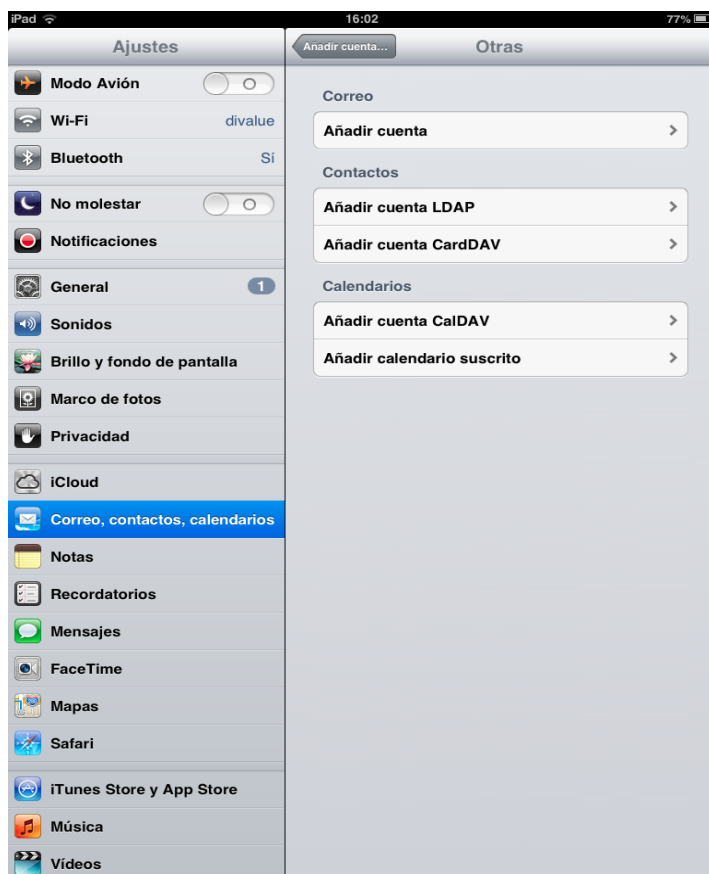 iPad 16:02 77%
Ajustes
Modo Avión
Wi-Fi divalue
Bluetooth Sí
No molestar
Notificaciones
General 1
Sonidos
Brillo y fondo de pantalla
Marco de fotos
Privacidad
iCloud
Correo, contactos, calendarios
Notas
Recordatorios
Mensajes
FaceTime
Mapas
Safari
iTunes Store y App Store
Música
Vídeos
Añadir cuenta... Otras
Correo
Añadir cuenta
Contactos
Añadir cuenta LDAP
Añadir cuenta CardDAV
Calendarios
Añadir cuenta CalDAV
Añadir calendario suscrito